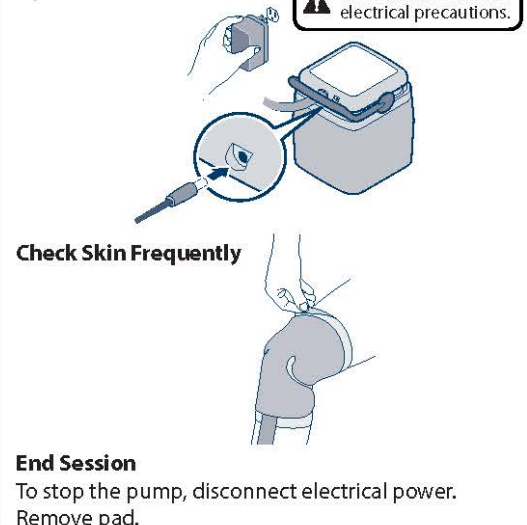 electrical precautions.
Check Skin Frequently
End Session
To stop the pump, disconnect electrical power.
Remove pad.